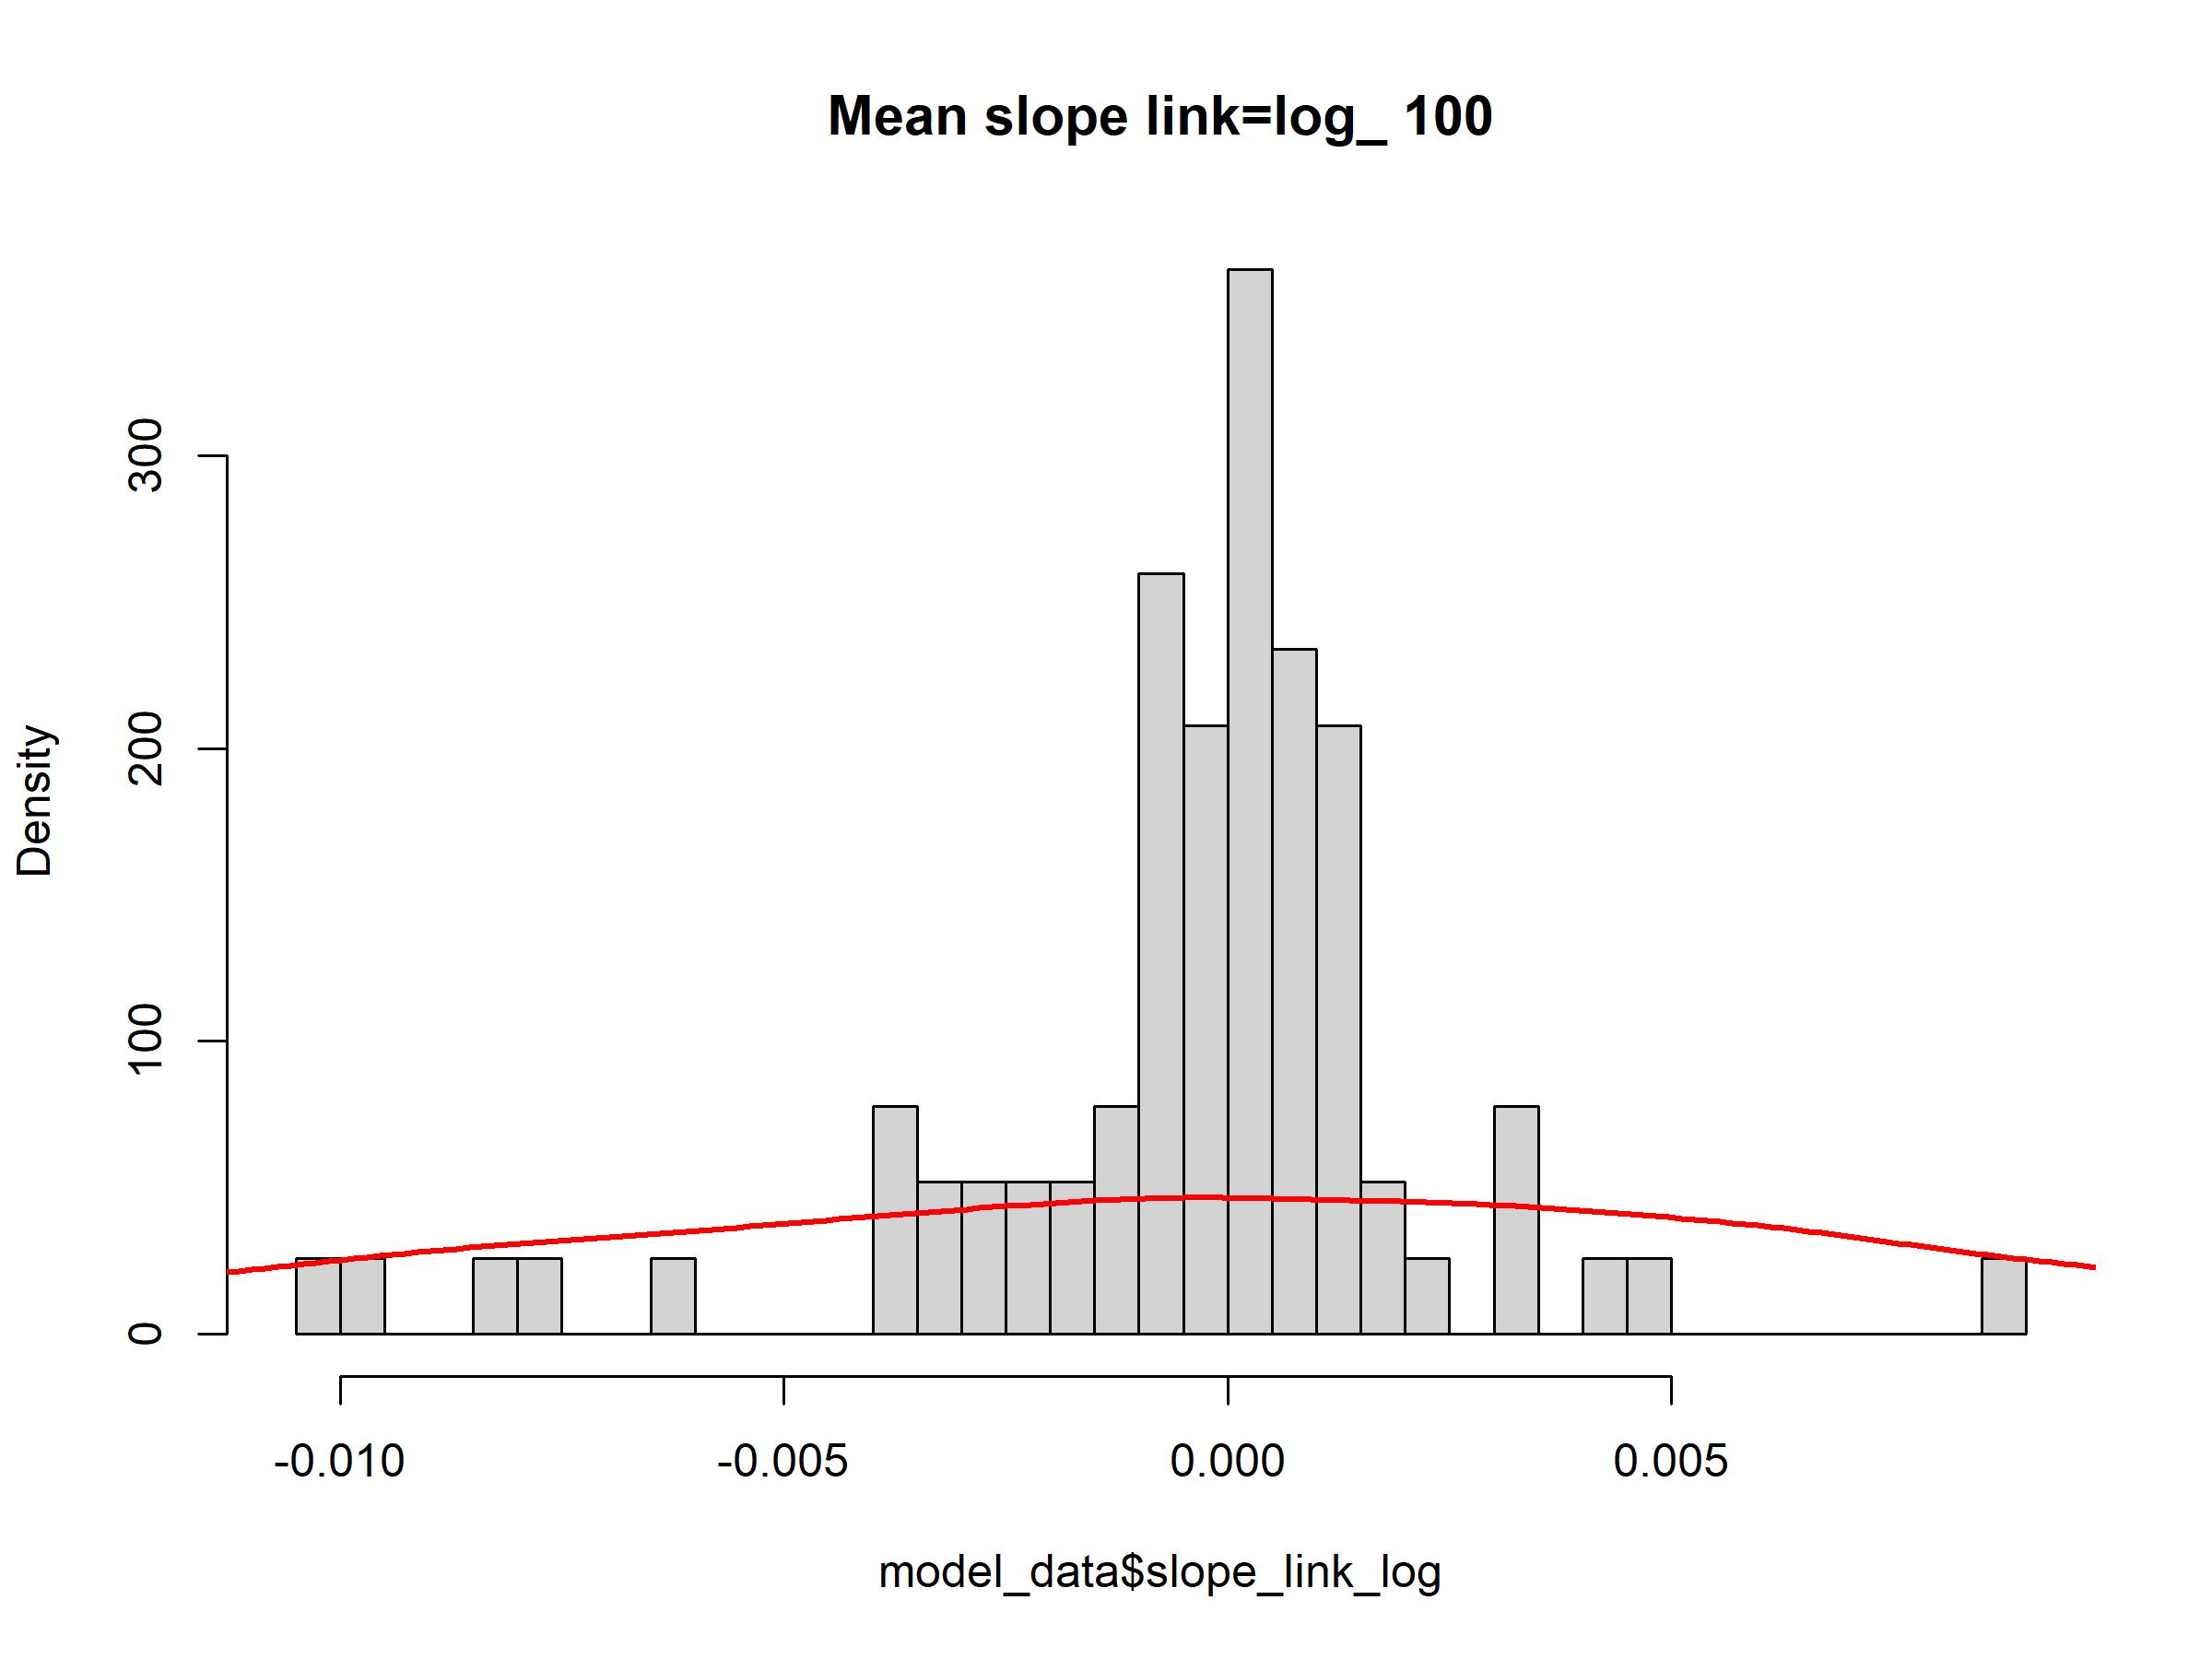 Mean slope link=log_ 100
Density
300
200
100
0
-0.010 -0.005 0.000 0.005
model_data$slope_link_log